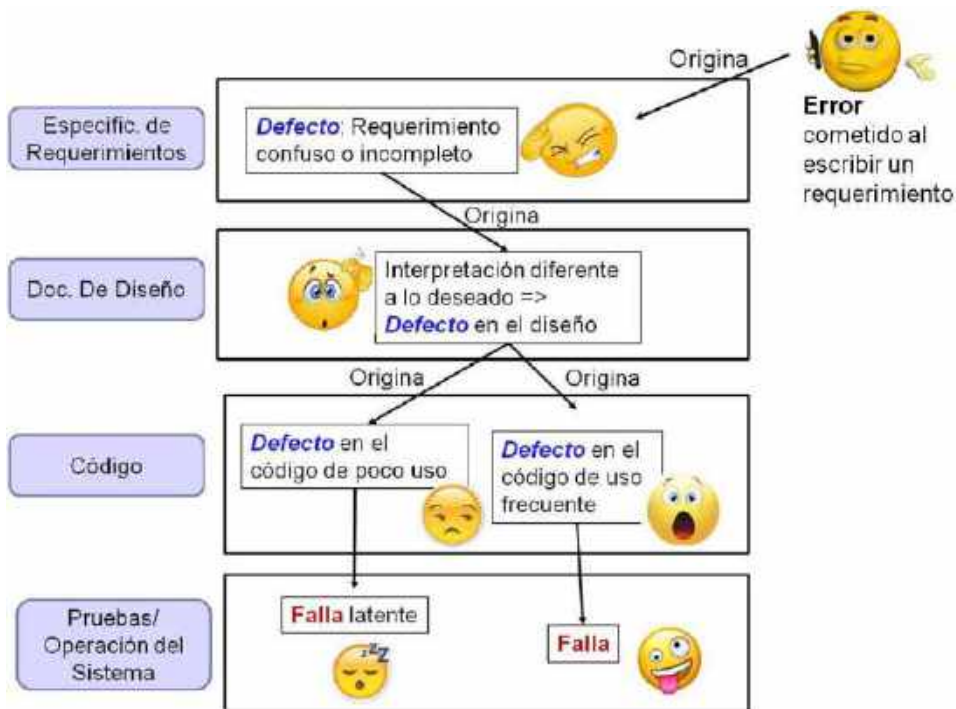 Origina
Error
cometido al
escribir un
requerimiento
Especific. de
Requerimientos
Defecto: Requerimiento
confuso o incompleto
Origina
Doc. De Diseño
Interpretación diferente
a lo deseado =>
Defecto en el diseño
Origina
Origina
Código
Defecto en el
código de poco uso
Defecto en el
código de uso
frecuente
Pruebas/
Operación del
Sistema
Falla latente
zzZ
Falla